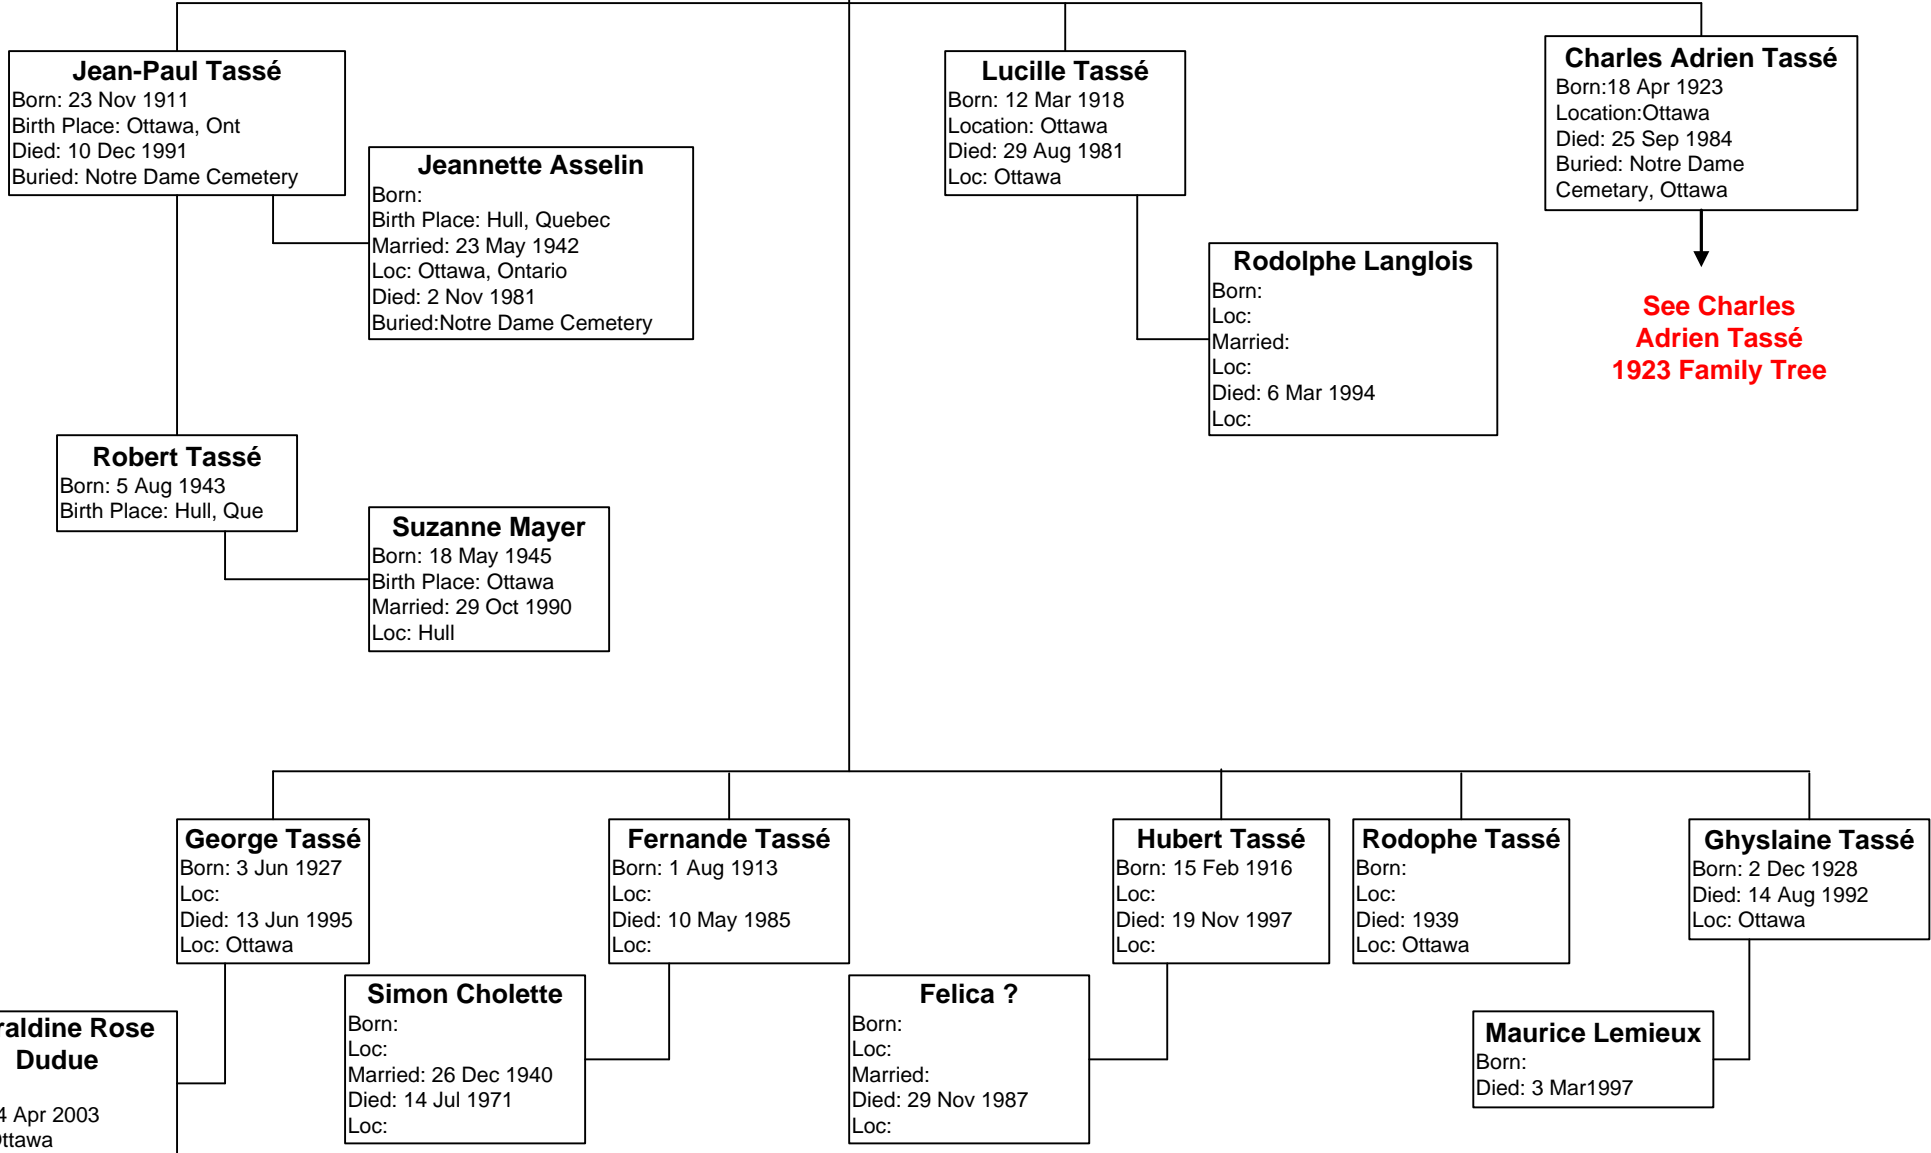 Jean-Paul Tassé
Born: 23 Nov 1911
Birth Place: Ottawa, Ont
Died: 10 Dec 1991
Buried: Notre Dame Cemetery
Jeannette Asselin
Born:
Birth Place: Hull, Quebec
Married: 23 May 1942
Loc: Ottawa, Ontario
Died: 2 Nov 1981
Buried:Notre Dame Cemetery
Lucille Tassé
Born: 12 Mar 1918
Location: Ottawa
Died: 29 Aug 1981
Loc: Ottawa
Rodolphe Langlois
Born:
Loc:
Married:
Loc:
Died: 6 Mar 1994
Loc:
Charles Adrien Tassé
Born:18 Apr 1923
Location:Ottawa
Died: 25 Sep 1984
Buried: Notre Dame
Cemetary, Ottawa
See Charles
Adrien Tassé
1923 Family Tree
Robert Tassé
Born: 5 Aug 1943
Birth Place: Hull, Que
Suzanne Mayer
Born: 18 May 1945
Birth Place: Ottawa
Married: 29 Oct 1990
Loc: Hull
George Tassé
Born: 3 Jun 1927
Loc:
Died: 13 Jun 1995
Loc: Ottawa
raldine Rose
Dudue
4 Apr 2003
ttawa
Fernande Tassé
Born: 1 Aug 1913
Loc:
Died: 10 May 1985
Loc:
Simon Cholette
Born:
Loc:
Married: 26 Dec 1940
Died: 14 Jul 1971
Loc:
Hubert Tassé
Born: 15 Feb 1916
Loc:
Died: 19 Nov 1997
Loc:
Felica ?
Born:
Loc:
Married:
Died: 29 Nov 1987
Loc:
Rodophe Tassé
Born:
Loc:
Died: 1939
Loc: Ottawa
Ghyslaine Tassé
Born: 2 Dec 1928
Died: 14 Aug 1992
Loc: Ottawa
Maurice Lemieux
Born:
Died: 3 Mar1997